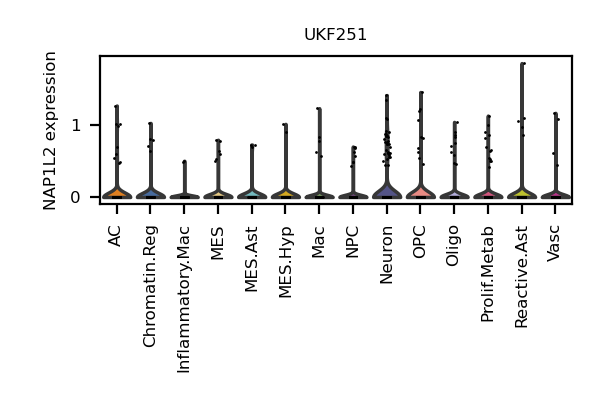 UKF251
NAP1L2 expression
1
0
AC
Chromatin.Reg
Inflammatory.Mac
MES
MES.Ast
MES.Hyp
Mac
NPC
Neuron
OPC
Oligo
Prolif.Metab
Reactive.Ast
Vasc